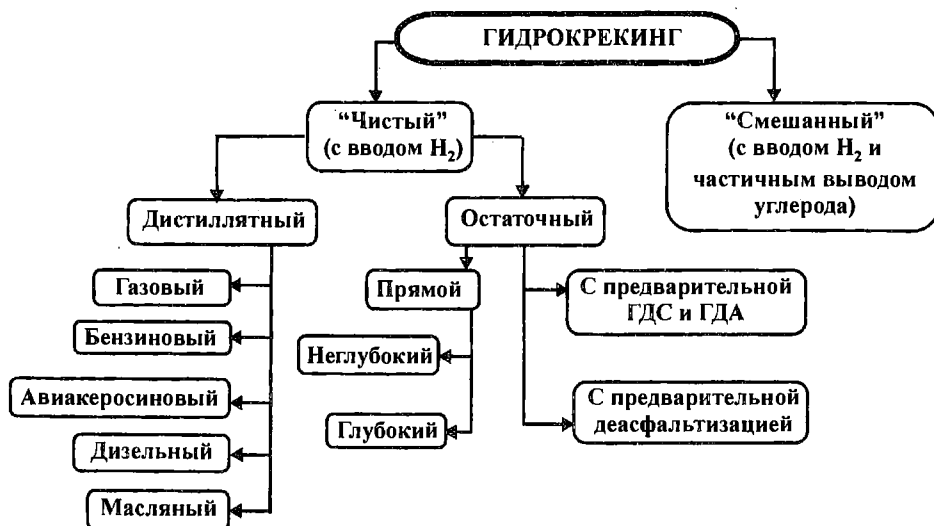 ГИДРОКРЕКИНГ
“Чистый”
(с вводом H₂)
“Смешанный”
(с вводом H₂ и
частичным выводом
углерода)
Дистиллятный
Остаточный
Газовый
Бензиновый
Авиакеросиновый
Дизельный
Масляный
Прямой
Неглубокий
Глубокий
С предварительной
ГДС и ГДА
С предварительной
деасфальтизацией